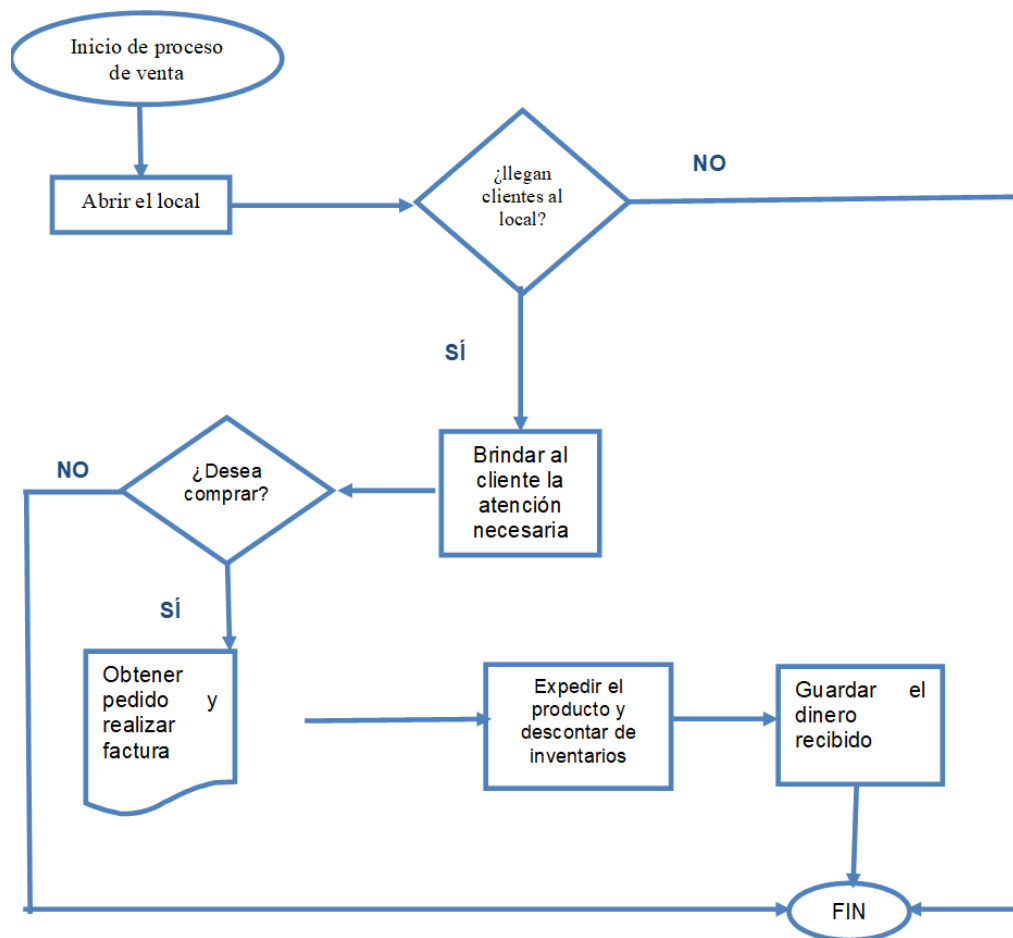 Inicio de proceso
de venta
Abrir el local
¿llegan
clientes al
local?
NO
SÍ
Brindar al
cliente la
atención
necesaria
¿Desea
comprar?
NO
SÍ
Obtener
pedido y
realizar
factura
Expedir el
producto y
descontar de
inventarios
Guardar el
dinero
recibido
FIN